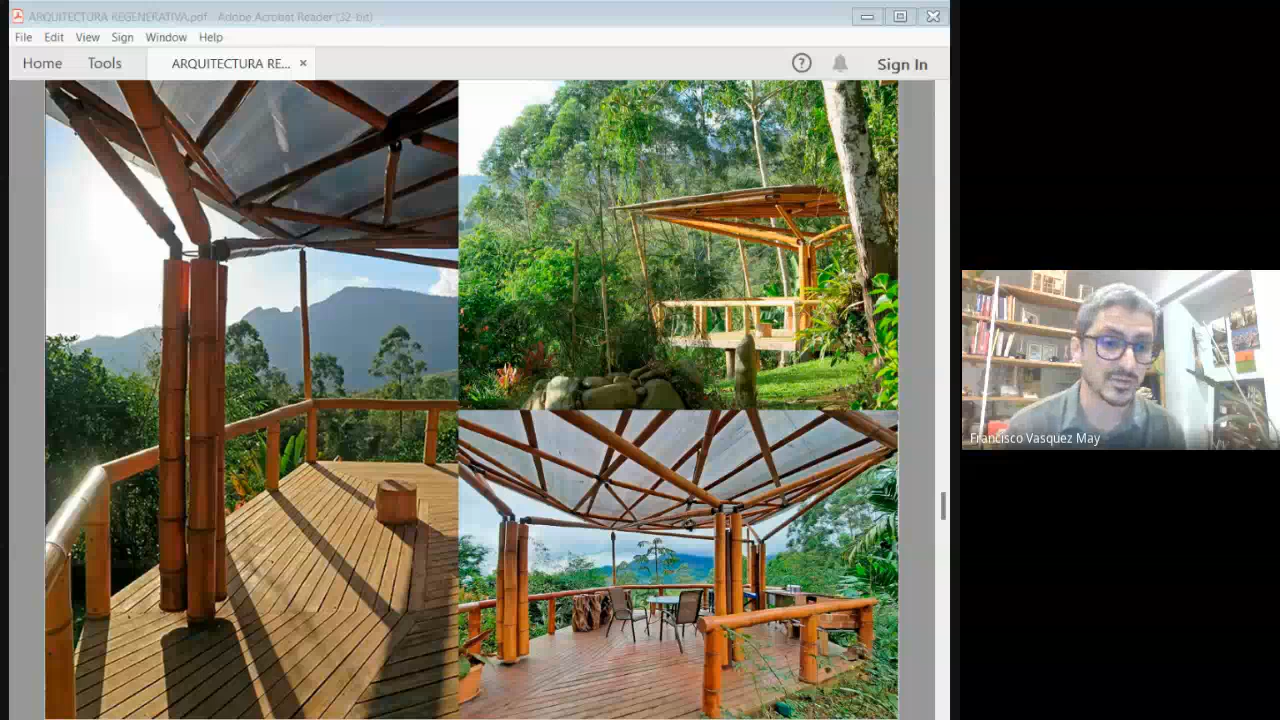 ARQUITECTURA REGENERATIVA.pdf - Adobe Acrobat Reader (32-bit)
File Edit View Sign Window Help
Home Tools ARQUITECTURA RE... × Sign In
Francisco Vasquez May